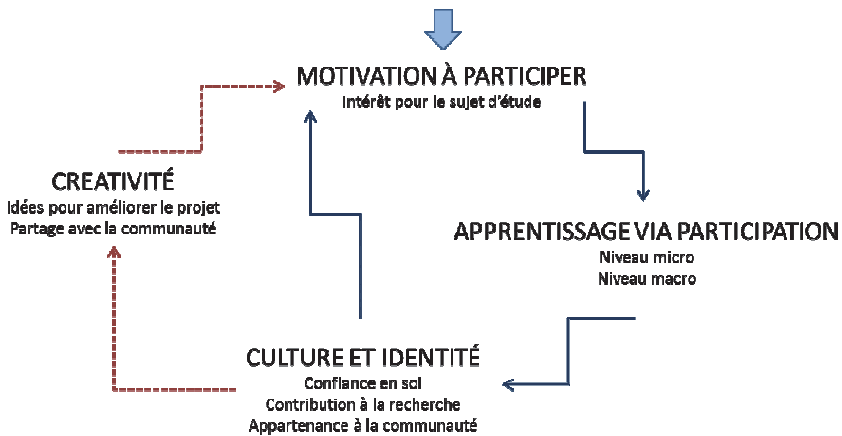 MOTIVATION À PARTICIPER
Intérêt pour le sujet d'étude
CREATIVITÉ
Idées pour améliorer le projet
Partage avec la communauté
APPRENTISSAGE VIA PARTICIPATION
Niveau micro
Niveau macro
CULTURE ET IDENTITÉ
Confiance en soi
Contribution à la recherche
Appartenance à la communauté